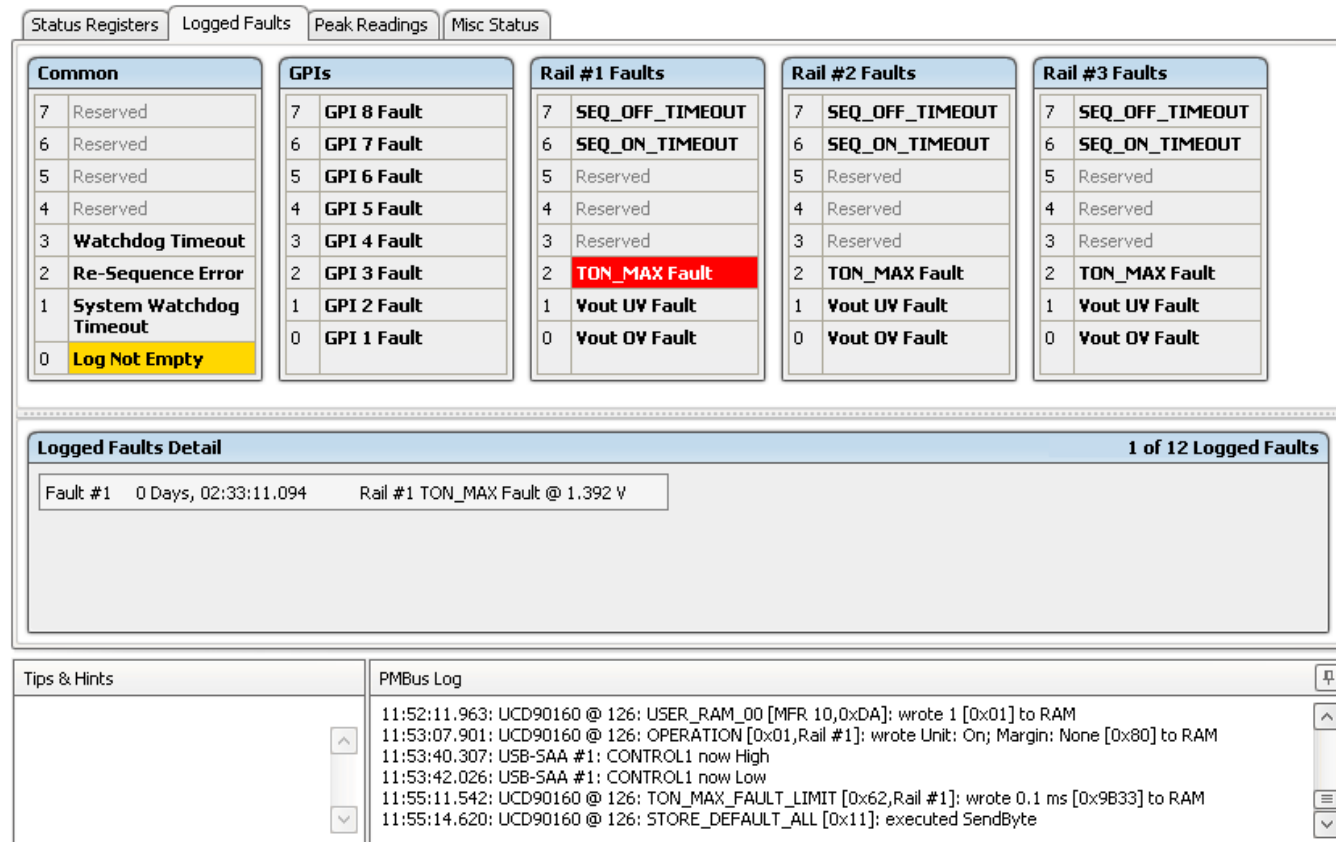 Status Registers Logged Faults Peak Readings Misc Status
Common
7 Reserved
6 Reserved
5 Reserved
4 Reserved
3 Watchdog Timeout
2 Re-Sequence Error
1 System Watchdog
Timeout
0 Log Not Empty
GPIs
7 GPI 8 Fault
6 GPI 7 Fault
5 GPI 6 Fault
4 GPI 5 Fault
3 GPI 4 Fault
2 GPI 3 Fault
1 GPI 2 Fault
0 GPI 1 Fault
Rail #1 Faults
7 SEQ_OFF_TIMEOUT
6 SEQ_ON_TIMEOUT
5 Reserved
4 Reserved
3 Reserved
2 TON_MAX Fault
1 Vout UV Fault
0 Vout OV Fault
Rail #2 Faults
7 SEQ_OFF_TIMEOUT
6 SEQ_ON_TIMEOUT
5 Reserved
4 Reserved
3 Reserved
2 TON_MAX Fault
1 Vout UV Fault
0 Vout OV Fault
Rail #3 Faults
7 SEQ_OFF_TIMEOUT
6 SEQ_ON_TIMEOUT
5 Reserved
4 Reserved
3 Reserved
2 TON_MAX Fault
1 Vout UV Fault
0 Vout OV Fault
Logged Faults Detail 1 of 12 Logged Faults
Fault #1 0 Days, 02:33:11.094 Rail #1 TON_MAX Fault @ 1.392 V
Tips & Hints
PMBus Log
11:52:11.963: UCD90160 @ 126: USER_RAM_00 [MFR 10,0xDA]: wrote 1 [0x01] to RAM
11:53:07.901: UCD90160 @ 126: OPERATION [0x01,Rail #1]: wrote Unit: On; Margin: None [0x80] to RAM
11:53:40.307: USB-SAA #1: CONTROL1 now High
11:53:42.026: USB-SAA #1: CONTROL1 now Low
11:55:11.542: UCD90160 @ 126: TON_MAX_FAULT_LIMIT [0x62,Rail #1]: wrote 0.1 ms [0x9B33] to RAM
11:55:14.620: UCD90160 @ 126: STORE_DEFAULT_ALL [0x11]: executed SendByte